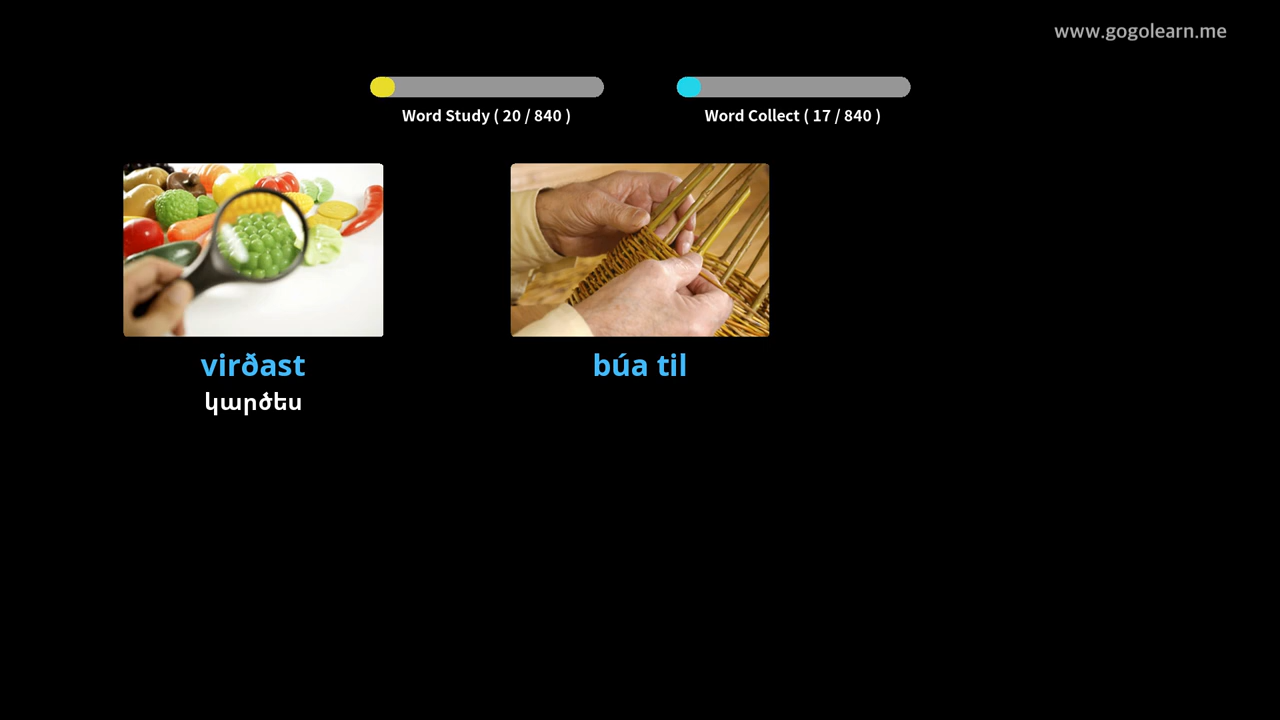 www.gogolearn.me
Word Study ( 20 / 840 )
Word Collect ( 17 / 840 )
virðast
կարծես
búa til